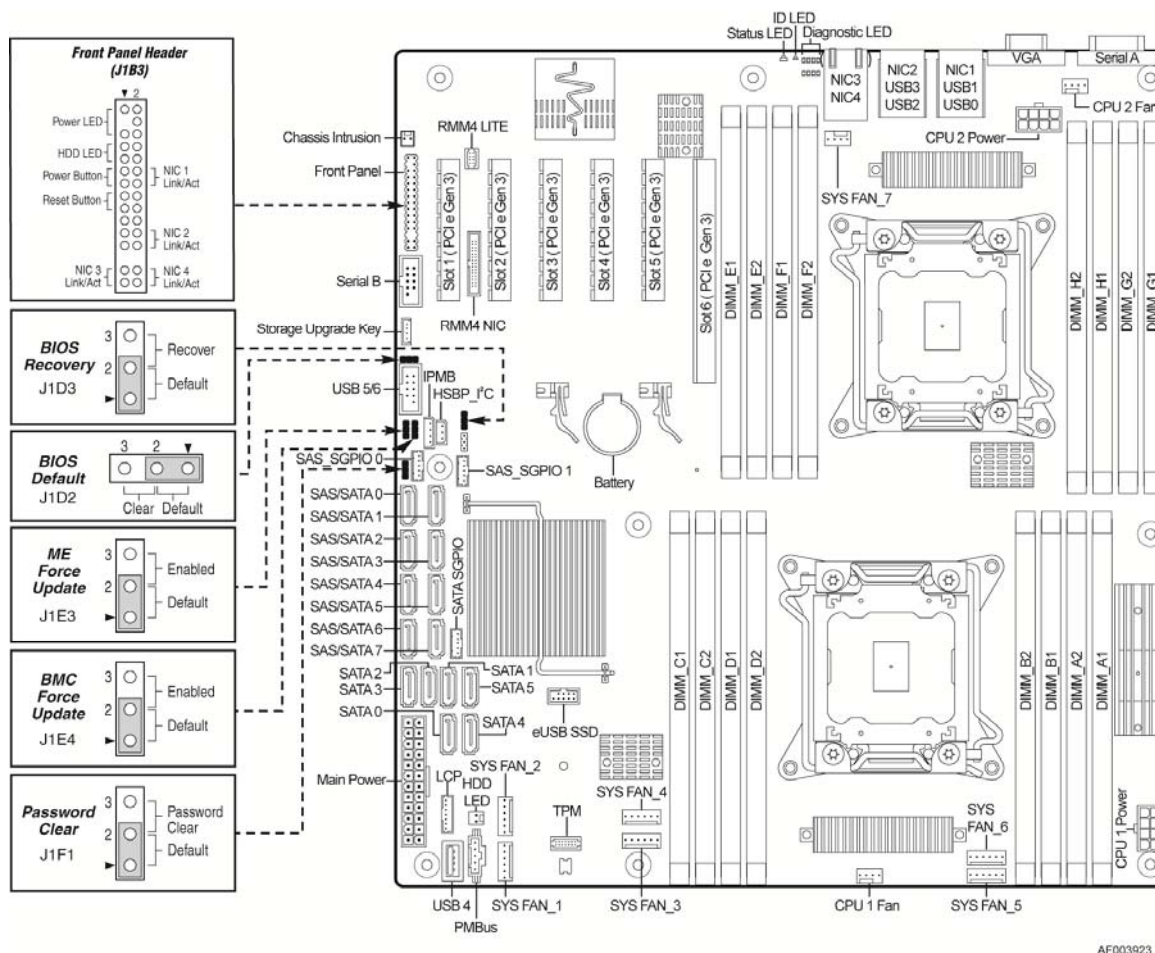 Front Panel Header
(J1B3)
2
Power LED
HDD LED
Power Button
NIC 1
Link/Act
Reset Button
NIC 2
Link/Act
NIC 3
Link/Act
NIC 4
Link/Act
BIOS
Recovery
J1D3
3
2
Recover
Default
BIOS
Default
J1D2
3
2
Clear
Default
ME
Force
Update
J1E3
3
2
Enabled
Default
BMC
Force
Update
J1E4
3
2
Enabled
Default
Password
Clear
J1F1
3
2
Password
Clear
Default
ID LED
Status LED
Diagnostic LED
NIC3
NIC4
NIC2
USB3
USB2
NIC1
USB1
USB0
VGA
Serial A
CPU 2 Fan
CPU 2 Power
SYS FAN_7
Chassis Intrusion
RMM4 LITE
Front Panel
Slot 1 ( PCI e Gen 3)
Slot 2 ( PCI e Gen 3)
Slot 3 ( PCI e Gen 3)
Slot 4 ( PCI e Gen 3)
Slot 5 ( PCI e Gen 3)
Slot 6 ( PCI e Gen 3)
DIMM_E1
DIMM_E2
DIMM_F1
DIMM_F2
DIMM_H2
DIMM_H1
DIMM_G2
DIMM_G1
Serial B
RMM4 NIC
Storage Upgrade Key
USB 5/6
IPMB
HSBP_I²C
SAS_SGPIO 0
SAS_SGPIO 1
Battery
SAS/SATA 0
SAS/SATA 1
SAS/SATA 2
SAS/SATA 3
SAS/SATA 4
SAS/SATA 5
SAS/SATA 6
SAS/SATA 7
SATA SGPIO
SATA 2
SATA 1
SATA 3
SATA 5
SATA 0
SATA 4
eUSB SSD
DIMM_C1
DIMM_C2
DIMM_D1
DIMM_D2
DIMM_B2
DIMM_B1
DIMM_A2
DIMM_A1
Main Power
LCP
HDD
LED
SYS FAN_2
TPM
SYS FAN_4
SYS
FAN_6
CPU 1 Power
USB 4
PMBus
SYS FAN_1
SYS FAN_3
CPU 1 Fan
SYS FAN_5
AF003923